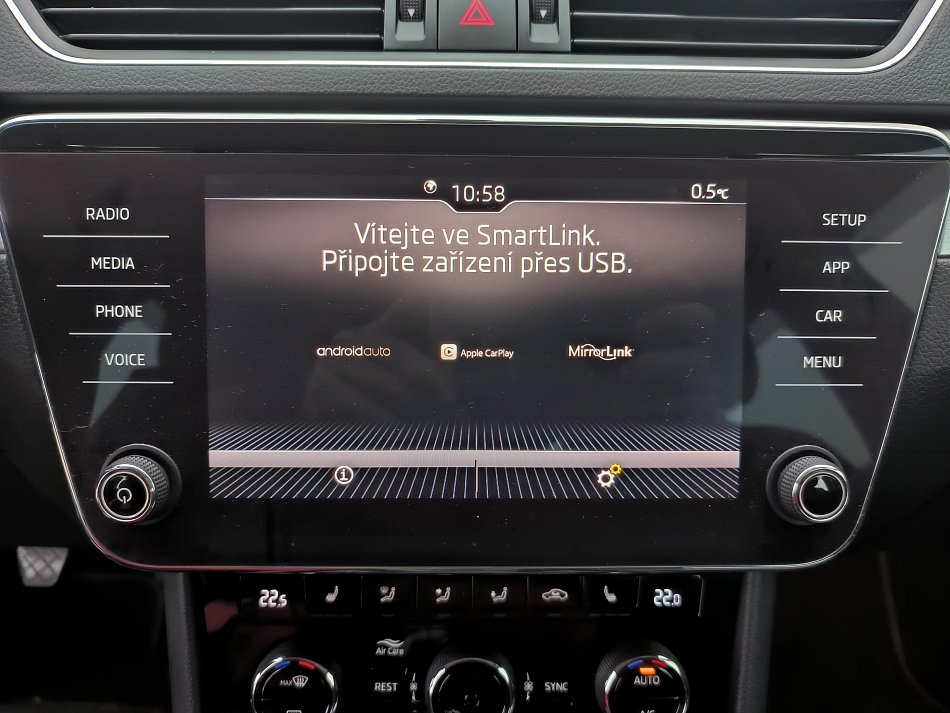 10:58
0.5°C
RADIO
MEDIA
PHONE
VOICE
Vítejte ve SmartLink.
Připojte zařízení přes USB.
androidauto
Apple CarPlay
MirrorLink
SETUP
APP
CAR
MENU
22.5
22.0
Air Care
MAX
REST
SYNC
AUTO
A/C